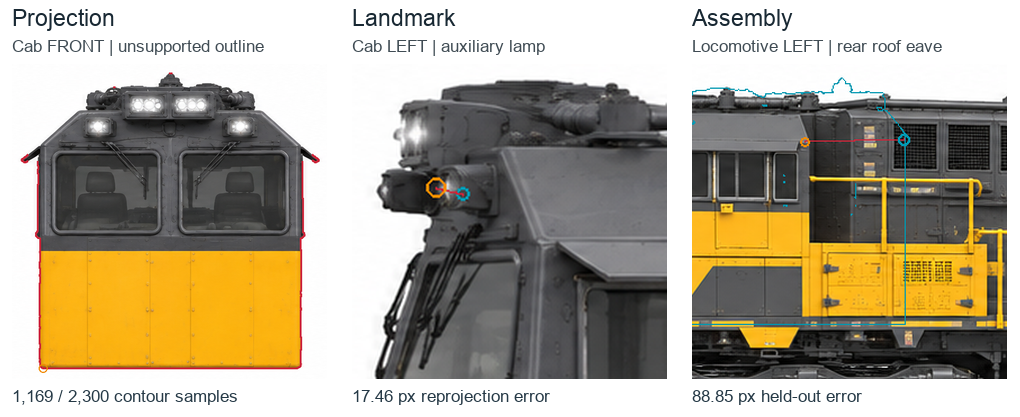 Projection
Cab FRONT | unsupported outline
1,169 / 2,300 contour samples
Landmark
Cab LEFT | auxiliary lamp
17.46 px reprojection error
Assembly
Locomotive LEFT | rear roof eave
88.85 px held-out error